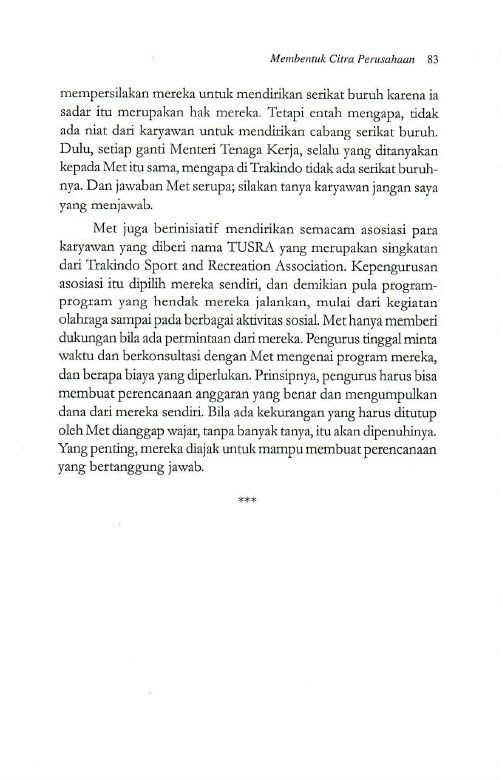 Membentuk Citra Perusahaan 83
mempersilakan mereka untuk mendirikan serikat buruh karena ia
sadar itu merupakan hak mereka. Tetapi entah mengapa, tidak
ada niat dari karyawan untuk mendirikan cabang serikat buruh.
Dulu, setiap ganti Menteri Tenaga Kerja, selalu yang ditanyakan
kepada Met itu sama, mengapa di Trakindo tidak ada serikat buruh-
nya. Dan jawaban Met serupa; silakan tanya karyawan jangan saya
yang menjawab.
Met juga berinisiatif mendirikan semacam asosiasi para
karyawan yang diberi nama TUSRA yang merupakan singkatan
dari Trakindo Sport and Recreation Association. Kepengurusan
asosiasi itu dipilih mereka sendiri, dan demikian pula program-
program yang hendak mereka jalankan, mulai dari kegiatan
olahraga sampai pada berbagai aktivitas sosial. Met hanya memberi
dukungan bila ada permintaan dari mereka. Pengurus tinggal minta
waktu dan berkonsultasi dengan Met mengenai program mereka,
dan berapa biaya yang diperlukan. Prinsipnya, pengurus harus bisa
membuat perencanaan anggaran yang benar dan mengumpulkan
dana dari mereka sendiri. Bila ada kekurangan yang harus ditutup
oleh Met dianggap wajar, tanpa banyak tanya, itu akan dipenuhinya.
Yang penting, mereka diajak untuk mampu membuat perencanaan
yang bertanggung jawab.
***